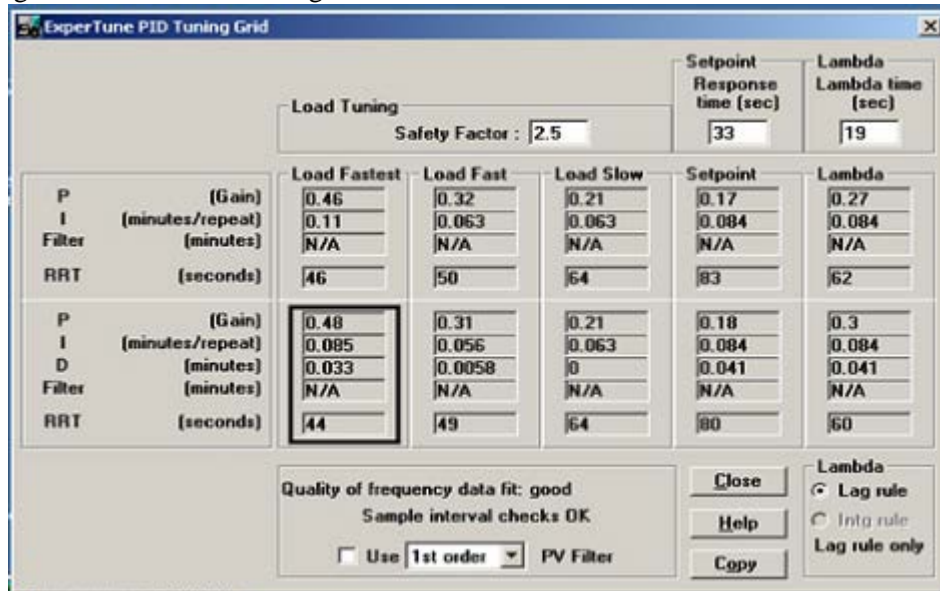 ExperTune PID Tuning Grid
Load Tuning
Safety Factor : 2.5
Setpoint
Response
time (sec)
33
Lambda
Lambda time
(sec)
19
Load Fastest Load Fast Load Slow Setpoint Lambda
P (Gain) 0.46 0.32 0.21 0.17 0.27
I (minutes/repeat) 0.11 0.063 0.063 0.084 0.084
Filter (minutes) N/A N/A N/A N/A N/A
RRT (seconds) 46 50 64 83 62
P (Gain) 0.48 0.31 0.21 0.18 0.3
I (minutes/repeat) 0.085 0.056 0.063 0.084 0.084
D (minutes) 0.033 0.0058 0 0.041 0.041
Filter (minutes) N/A N/A N/A N/A N/A
RRT (seconds) 44 49 64 80 60
Quality of frequency data fit: good
Sample interval checks OK
Use 1st order PV Filter
Close
Help
Copy
Lambda
Lag rule
Intg rule
Lag rule only